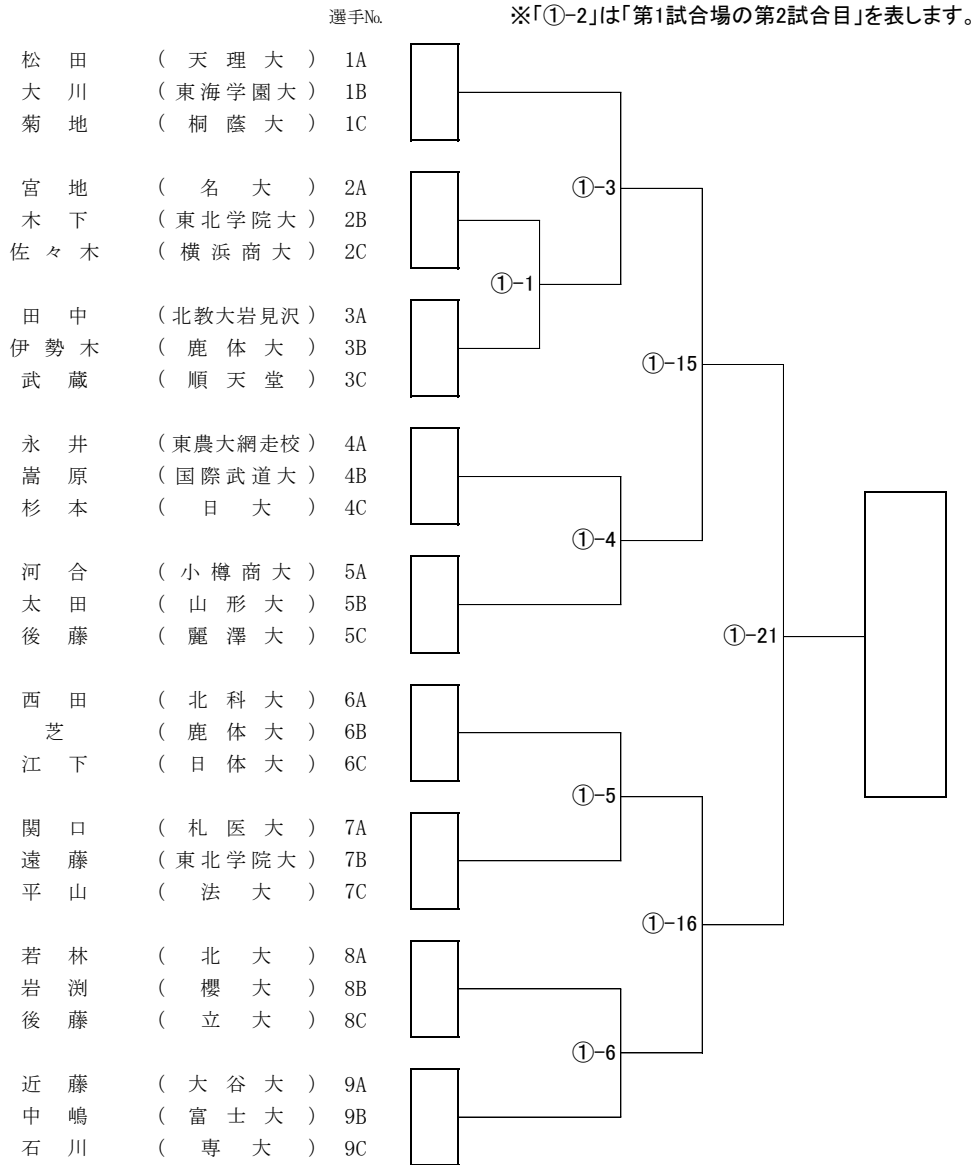 選手№
※「①-2」は「第1試合場の第2試合目」を表します。
松田 (天理大) 1A
大川 (東海学園大) 1B
菊地 (桐蔭大) 1C
宮地 (名大) 2A
①-3
木下 (東北学院大) 2B
佐々木 (横浜商大) 2C
①-1
田中 (北教大岩見沢) 3A
伊勢木 (鹿体大) 3B
①-15
武蔵 (順天堂) 3C
永井 (東農大網走校) 4A
嵩原 (国際武道大) 4B
杉本 (日大) 4C
①-4
河合 (小樽商大) 5A
太田 (山形大) 5B
後藤 (麗澤大) 5C
①-21
西田 (北科大) 6A
芝 (鹿体大) 6B
江下 (日体大) 6C
①-5
関口 (札医大) 7A
遠藤 (東北学院大) 7B
平山 (法大) 7C
①-16
若林 (北大) 8A
岩渕 (櫻大) 8B
後藤 (立大) 8C
①-6
近藤 (大谷大) 9A
中嶋 (富士大) 9B
石川 (専大) 9C